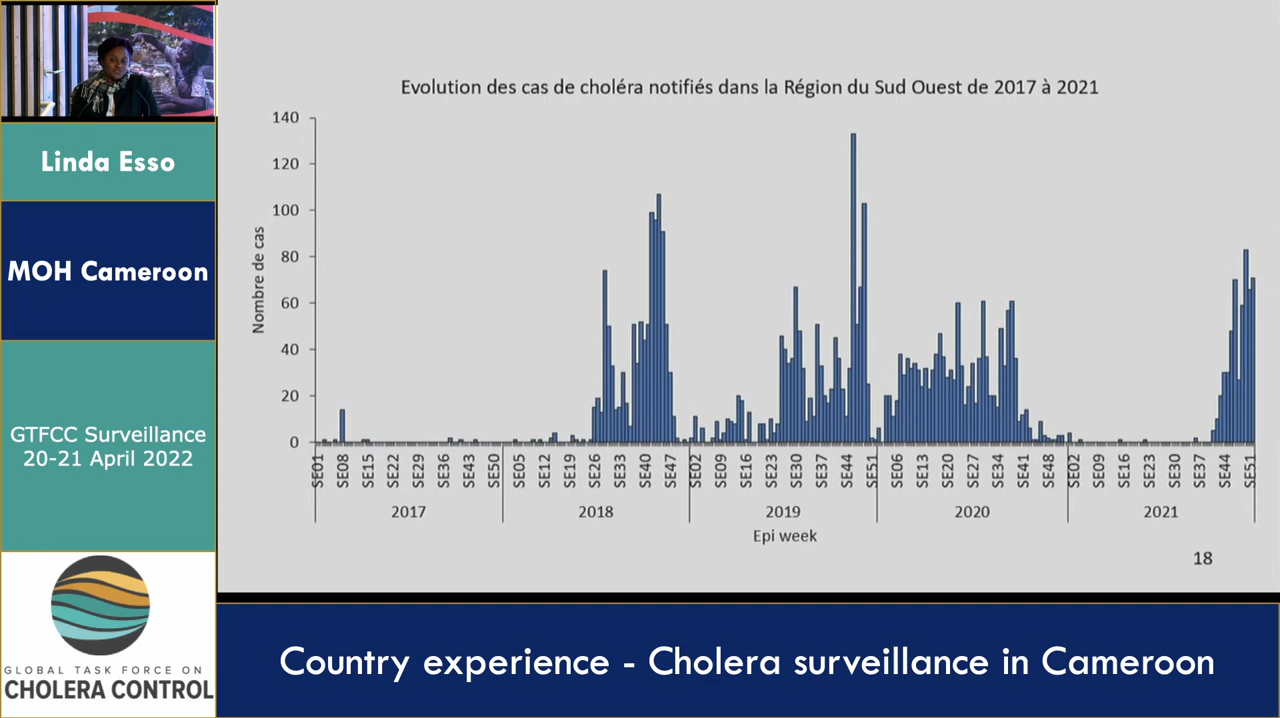 Linda Esso
MOH Cameroon
GTFCC Surveillance
20-21 April 2022
GLOBAL TASK FORCE ON
CHOLERA CONTROL
Evolution des cas de choléra notifiés dans la Région du Sud Ouest de 2017 à 2021
Nombre de cas
140
120
100
80
60
40
20
0
SE01 SE08 SE15 SE22 SE29 SE36 SE43 SE50 SE05 SE12 SE19 SE26 SE33 SE40 SE47 SE02 SE09 SE16 SE23 SE30 SE37 SE44 SE51 SE06 SE13 SE20 SE27 SE34 SE41 SE48 SE02 SE09 SE16 SE23 SE30 SE37 SE44 SE51
2017 2018 2019 2020 2021
Epi week
18
Country experience - Cholera surveillance in Cameroon